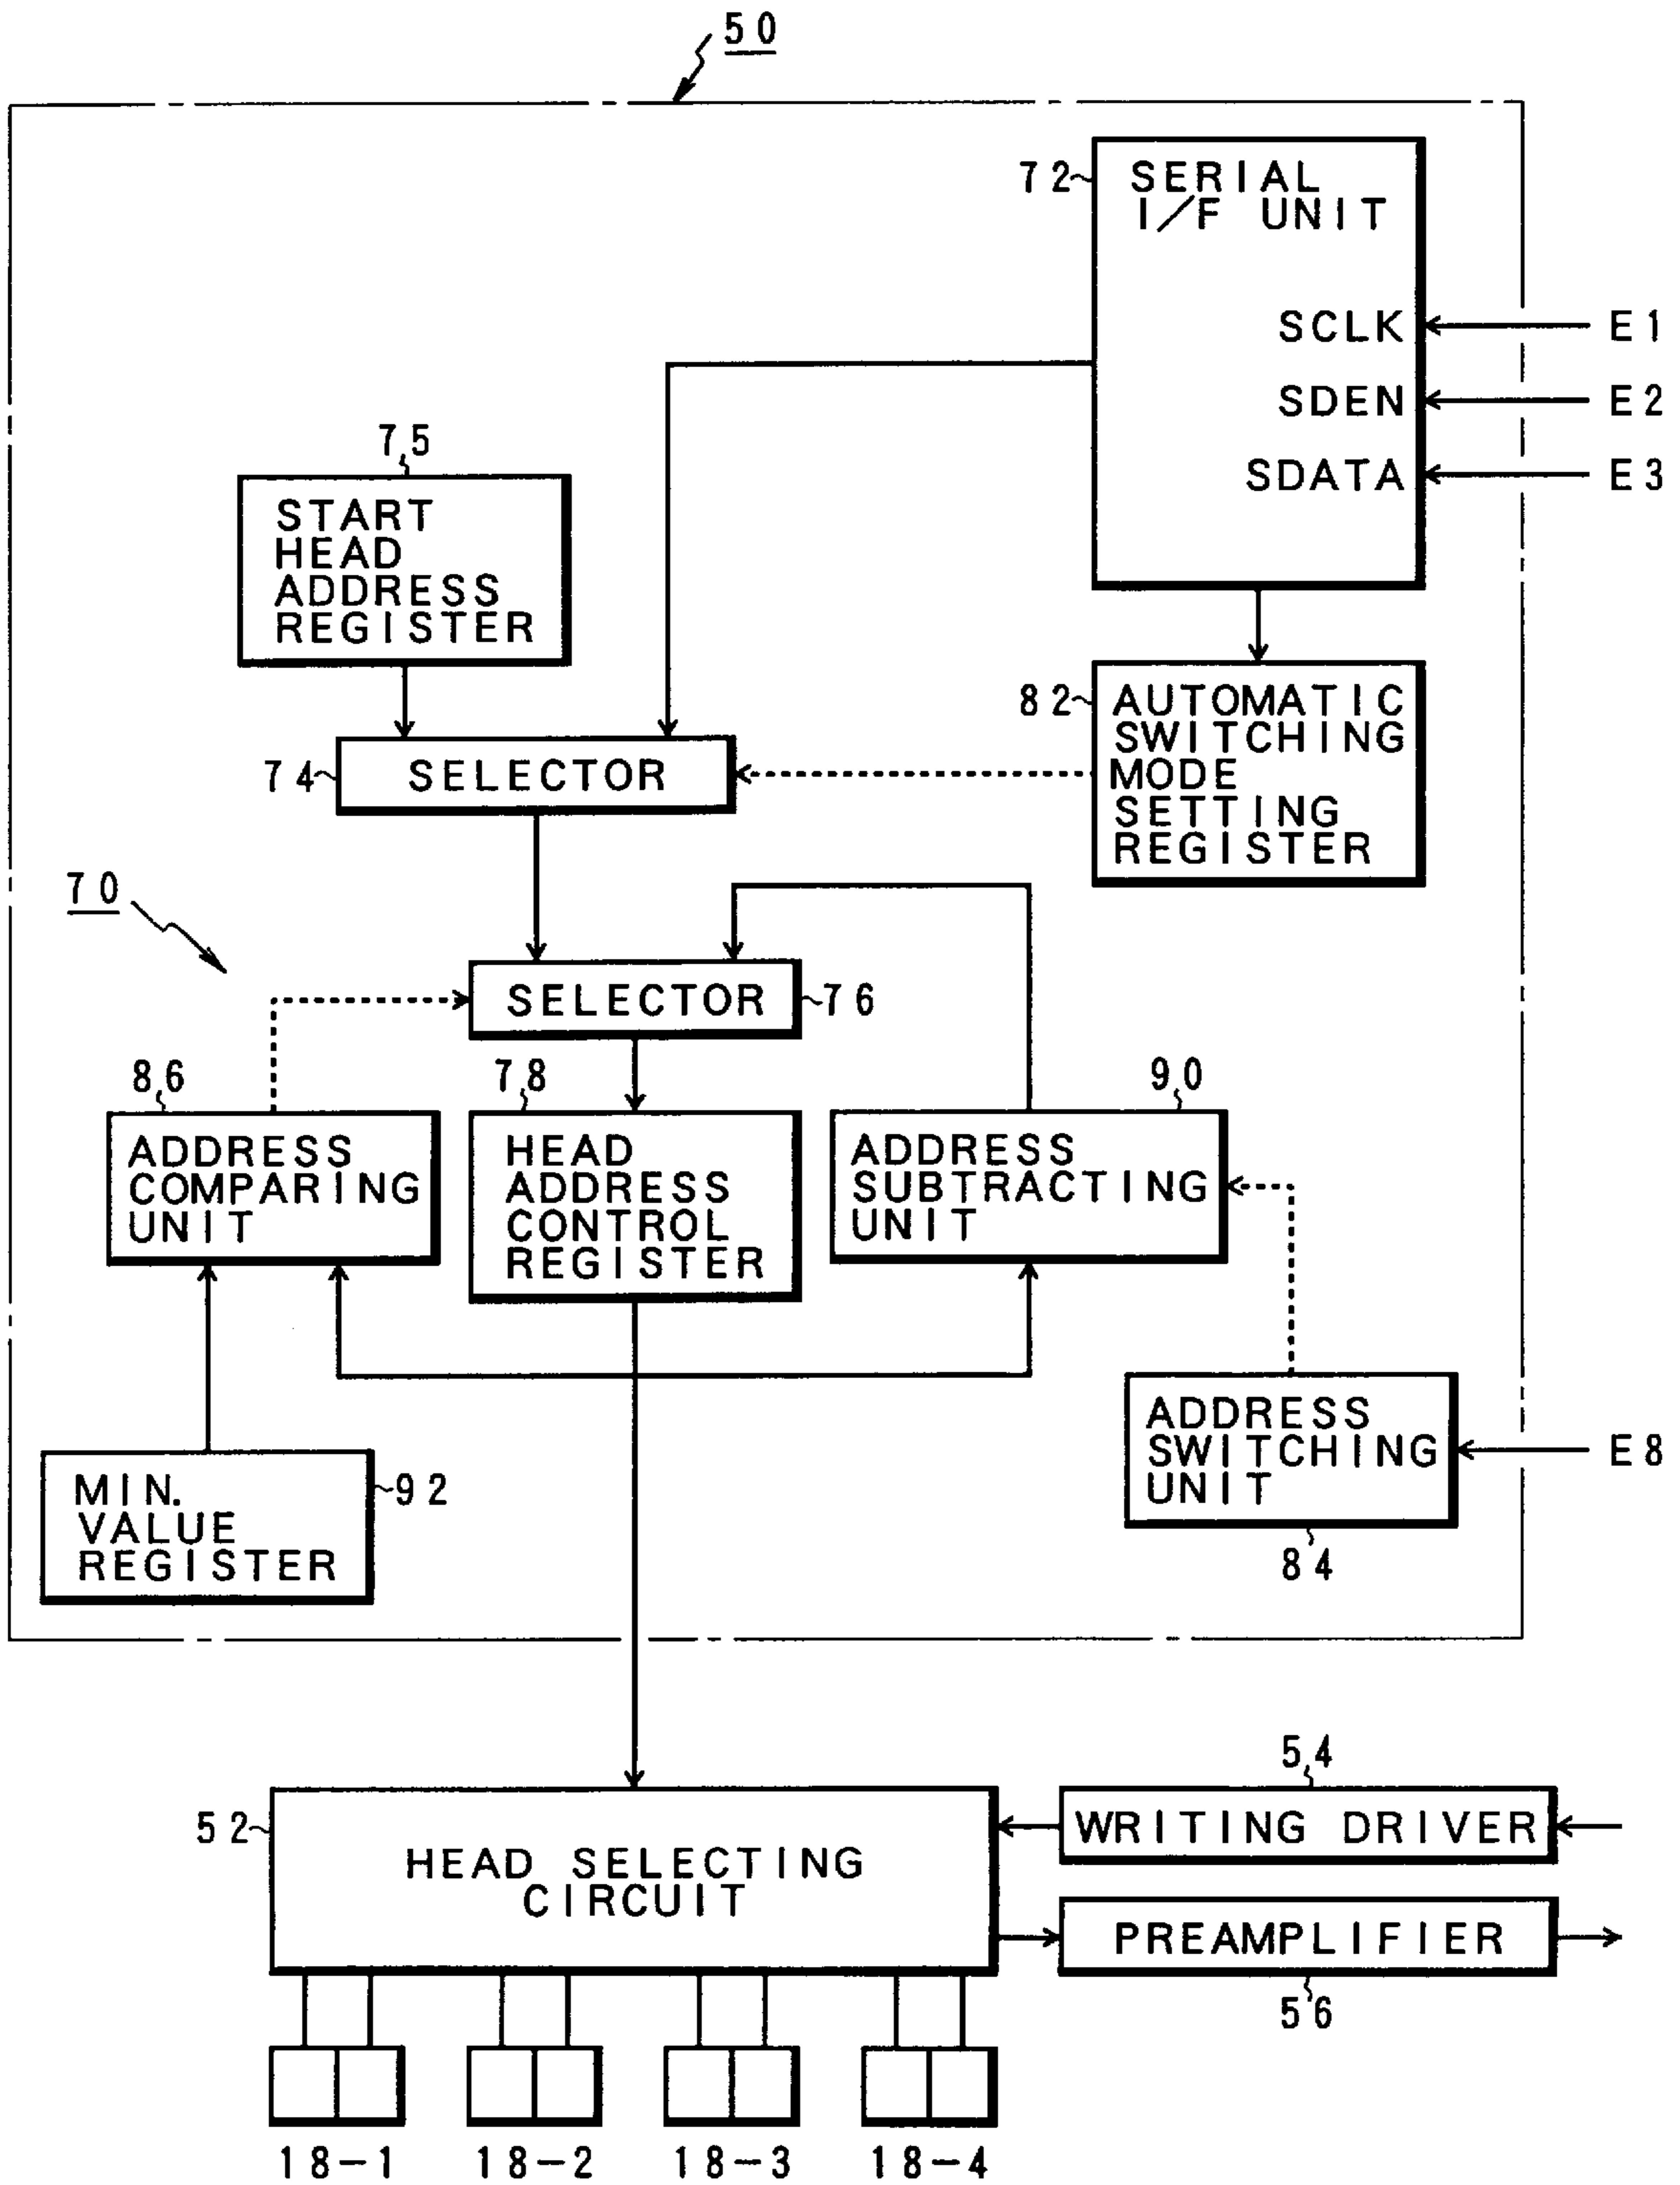 50
72
SERIAL
I/F UNIT
SCLK
E1
SDEN
E2
SDATA
E3
75
START
HEAD
ADDRESS
REGISTER
82
AUTOMATIC
SWITCHING
MODE
SETTING
REGISTER
74
SELECTOR
70
SELECTOR
76
86
ADDRESS
COMPARING
UNIT
78
HEAD
ADDRESS
CONTROL
REGISTER
90
ADDRESS
SUBTRACTING
UNIT
ADDRESS
SWITCHING
UNIT
E8
84
MIN.
VALUE
REGISTER
92
52
HEAD SELECTING
CIRCUIT
54
WRITING DRIVER
PREAMPLIFIER
56
18-1
18-2
18-3
18-4